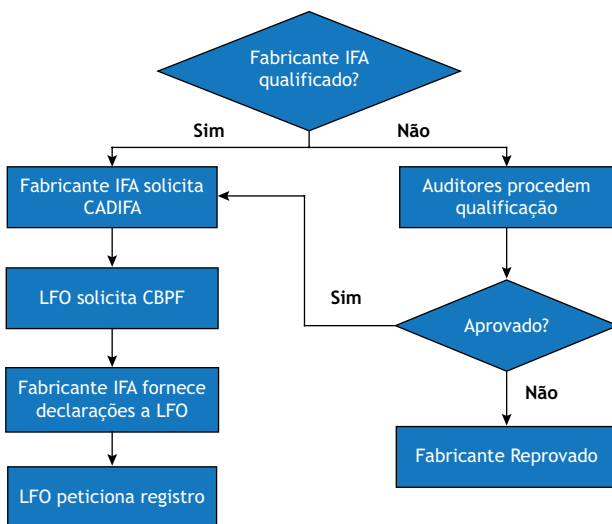 Fabricante IFA
qualificado?
Sim
Não
Fabricante IFA solicita
CADIFA
Auditores procedem
qualificação
LFO solicita CBPF
Sim
Aprovado?
Fabricante IFA fornece
declarações a LFO
Não
Fabricante Reprovado
LFO peticiona registro